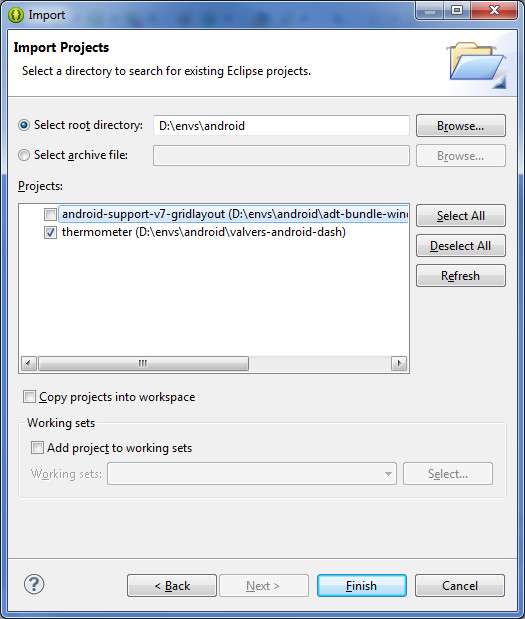 Import
Import Projects
Select a directory to search for existing Eclipse projects.
Select root directory: D:\envs\android Browse...
Select archive file: Browse...
Projects:
android-support-v7-gridlayout (D:\envs\android\adt-bundle-wind
thermometer (D:\envs\android\valvers-android-dash)
Select All
Deselect All
Refresh
Copy projects into workspace
Working sets
Add project to working sets
Working sets: Select...
? < Back Next > Finish Cancel